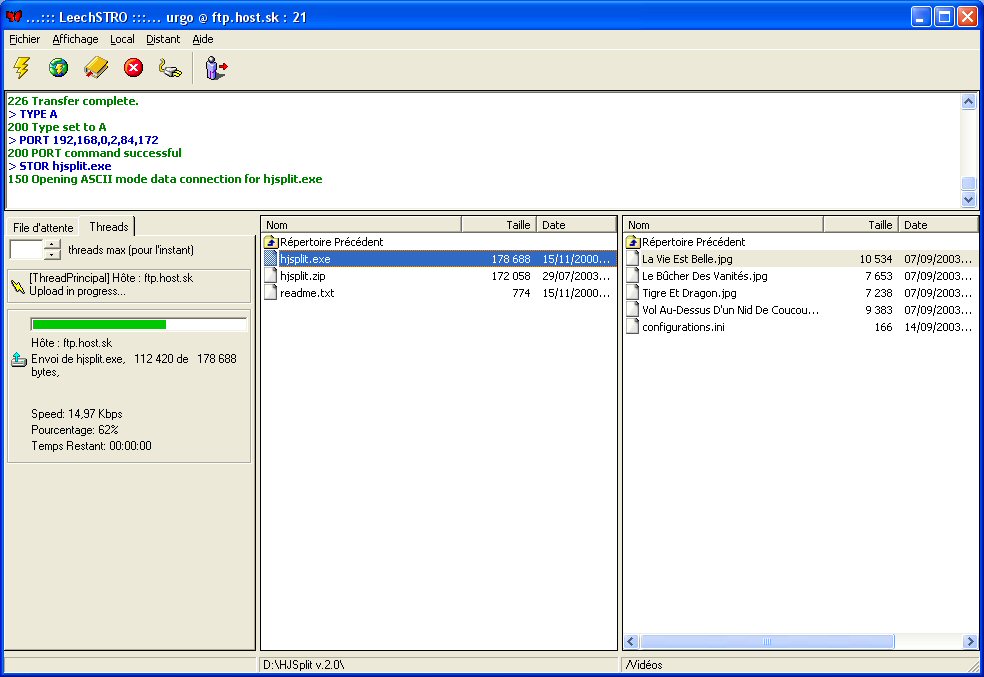 ...::: LeechSTRO :::... urgo @ ftp.host.sk : 21
Fichier Affichage Local Distant Aide
226 Transfer complete.
> TYPE A
200 Type set to A
> PORT 192,168,0,2,84,172
200 PORT command successful
> STOR hjsplit.exe
150 Opening ASCII mode data connection for hjsplit.exe
File d'attente Threads
threads max (pour l'instant)
[ThreadPrincipal] Hôte : ftp.host.sk
Upload in progress...
Hôte : ftp.host.sk
Envoi de hjsplit.exe, 112 420 de 178 688
bytes,
Speed: 14,97 Kbps
Pourcentage: 62%
Temps Restant: 00:00:00
Nom Taille Date
Répertoire Précédent
hjsplit.exe 178 688 15/11/2000...
hjsplit.zip 172 058 29/07/2003...
readme.txt 774 15/11/2000...
Nom Taille Date
Répertoire Précédent
La Vie Est Belle.jpg 10 534 07/09/2003...
Le Bûcher Des Vanités.jpg 7 653 07/09/2003...
Tigre Et Dragon.jpg 7 238 07/09/2003...
Vol Au-Dessus D'un Nid De Coucou... 9 383 07/09/2003...
configurations.ini 166 14/09/2003...
D:\HJSplit v.2.0\
/Vidéos